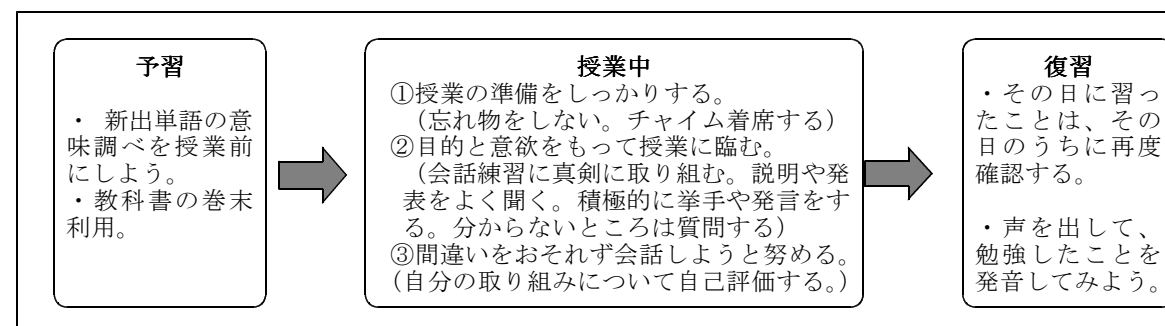 予習
・ 新出単語の意
味調べを授業前
にしよう。
・教科書の巻末
利用。
授業中
①授業の準備をしっかりする。
（忘れ物をしない。チャイム着席する）
②目的と意欲をもって授業に臨む。
（会話練習に真剣に取り組む。説明や発
表をよく聞く。積極的に挙手や発言をす
る。分からないところは質問する）
③間違いをおそれず会話しようと努める。
（自分の取り組みについて自己評価する。）
復習
・その日に習っ
たことは、その
日のうちに再度
確認する。
・声を出して、
勉強したことを
発音してみよう。